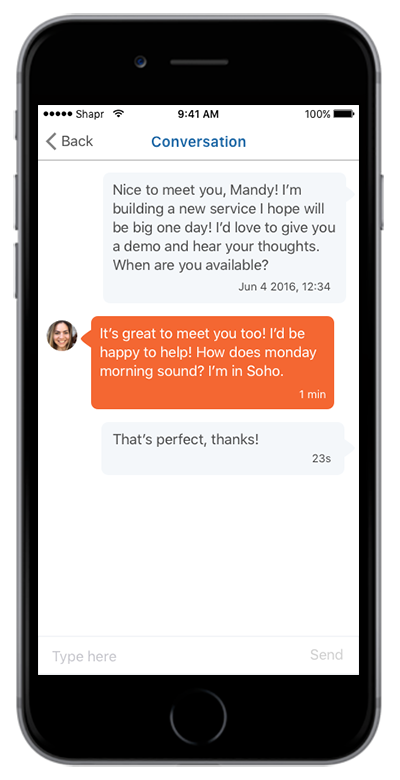 Shapr 9:41 AM 100%
Back Conversation
Nice to meet you, Mandy! I’m
building a new service I hope will
be big one day! I’d love to give you
a demo and hear your thoughts.
When are you available?
Jun 4 2016, 12:34
It’s great to meet you too! I’d be
happy to help! How does monday
morning sound? I’m in Soho.
1 min
That’s perfect, thanks!
23s
Type here Send